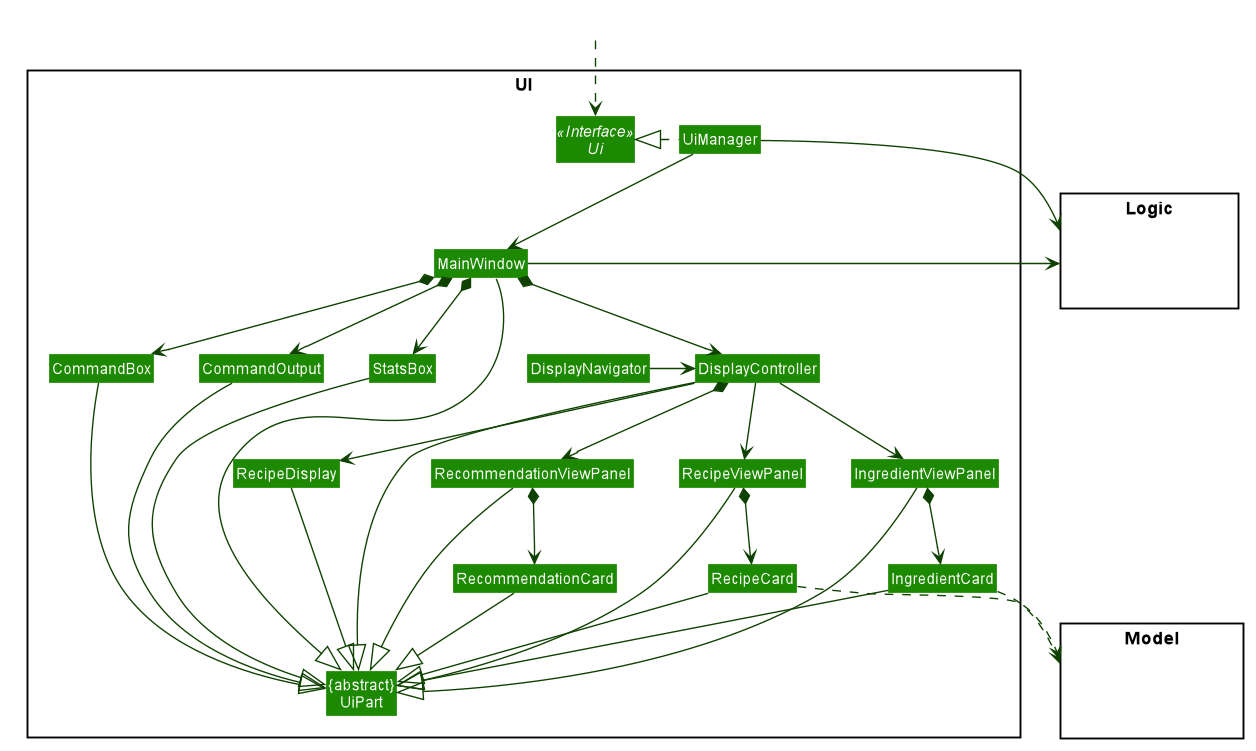 UI
«Interface»
Ui
UiManager
Logic
MainWindow
CommandBox
CommandOutput
StatsBox
DisplayNavigator
DisplayController
RecipeDisplay
RecommendationViewPanel
RecipeViewPanel
IngredientViewPanel
RecommendationCard
RecipeCard
IngredientCard
Model
{abstract}
UiPart